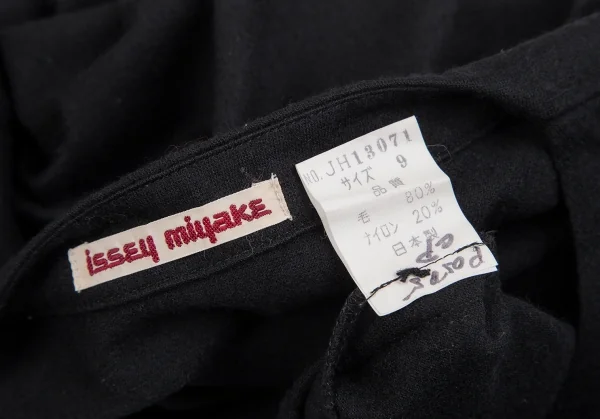 issey miyake
NO. JH13071
サイズ 9
品質
毛 80%
ナイロン 20%
日本製